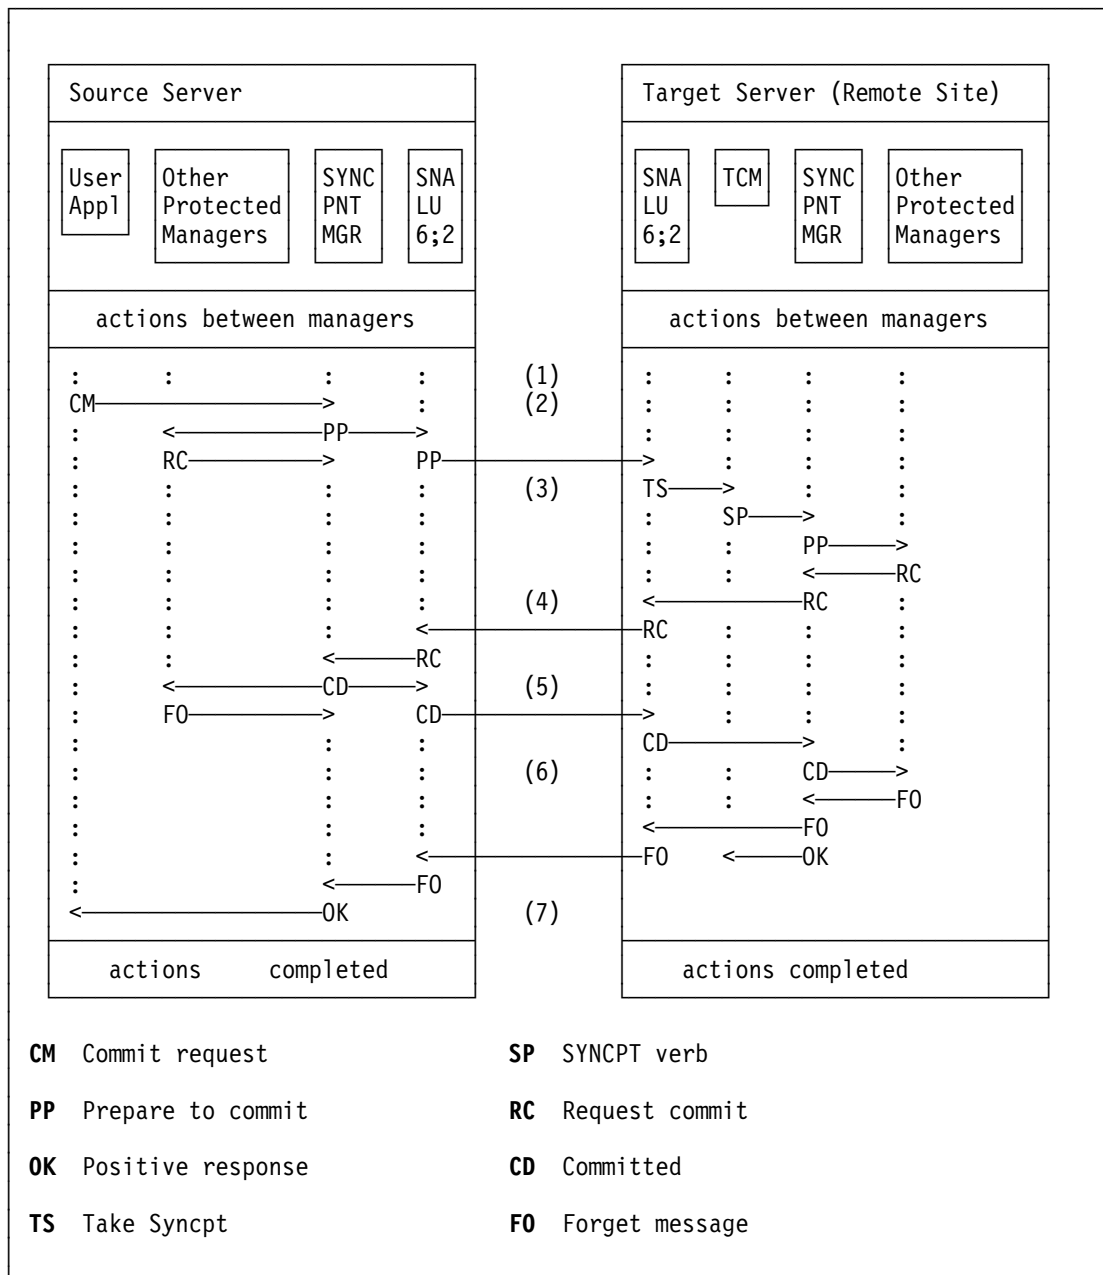 Source Server Target Server (Remote Site)
User Other SYNC SNA SNA TCM SYNC Other
Appl Protected PNT LU LU PNT Protected
Managers MGR 6;2 6;2 MGR Managers
actions between managers actions between managers
: : : : (1) : : : :
CM > : (2) : : : :
: < PP > : : : :
: RC > PP > : : :
: : : : (3) TS > : :
: : : : : SP > :
: : : : : : PP >
: : : : : : < RC
: : : : (4) < RC :
: : : < RC : : :
: : < RC : : : :
: < CD > (5) : : : :
: FO > CD > : : :
: : : : CD > :
: : : (6) : : CD >
: : : : : < FO
: : : < FO
: : < FO < OK
: < FO
< OK (7)
actions completed actions completed
CM Commit request SP SYNCPT verb
PP Prepare to commit RC Request commit
OK Positive response CD Committed
TS Take Syncpt FO Forget message